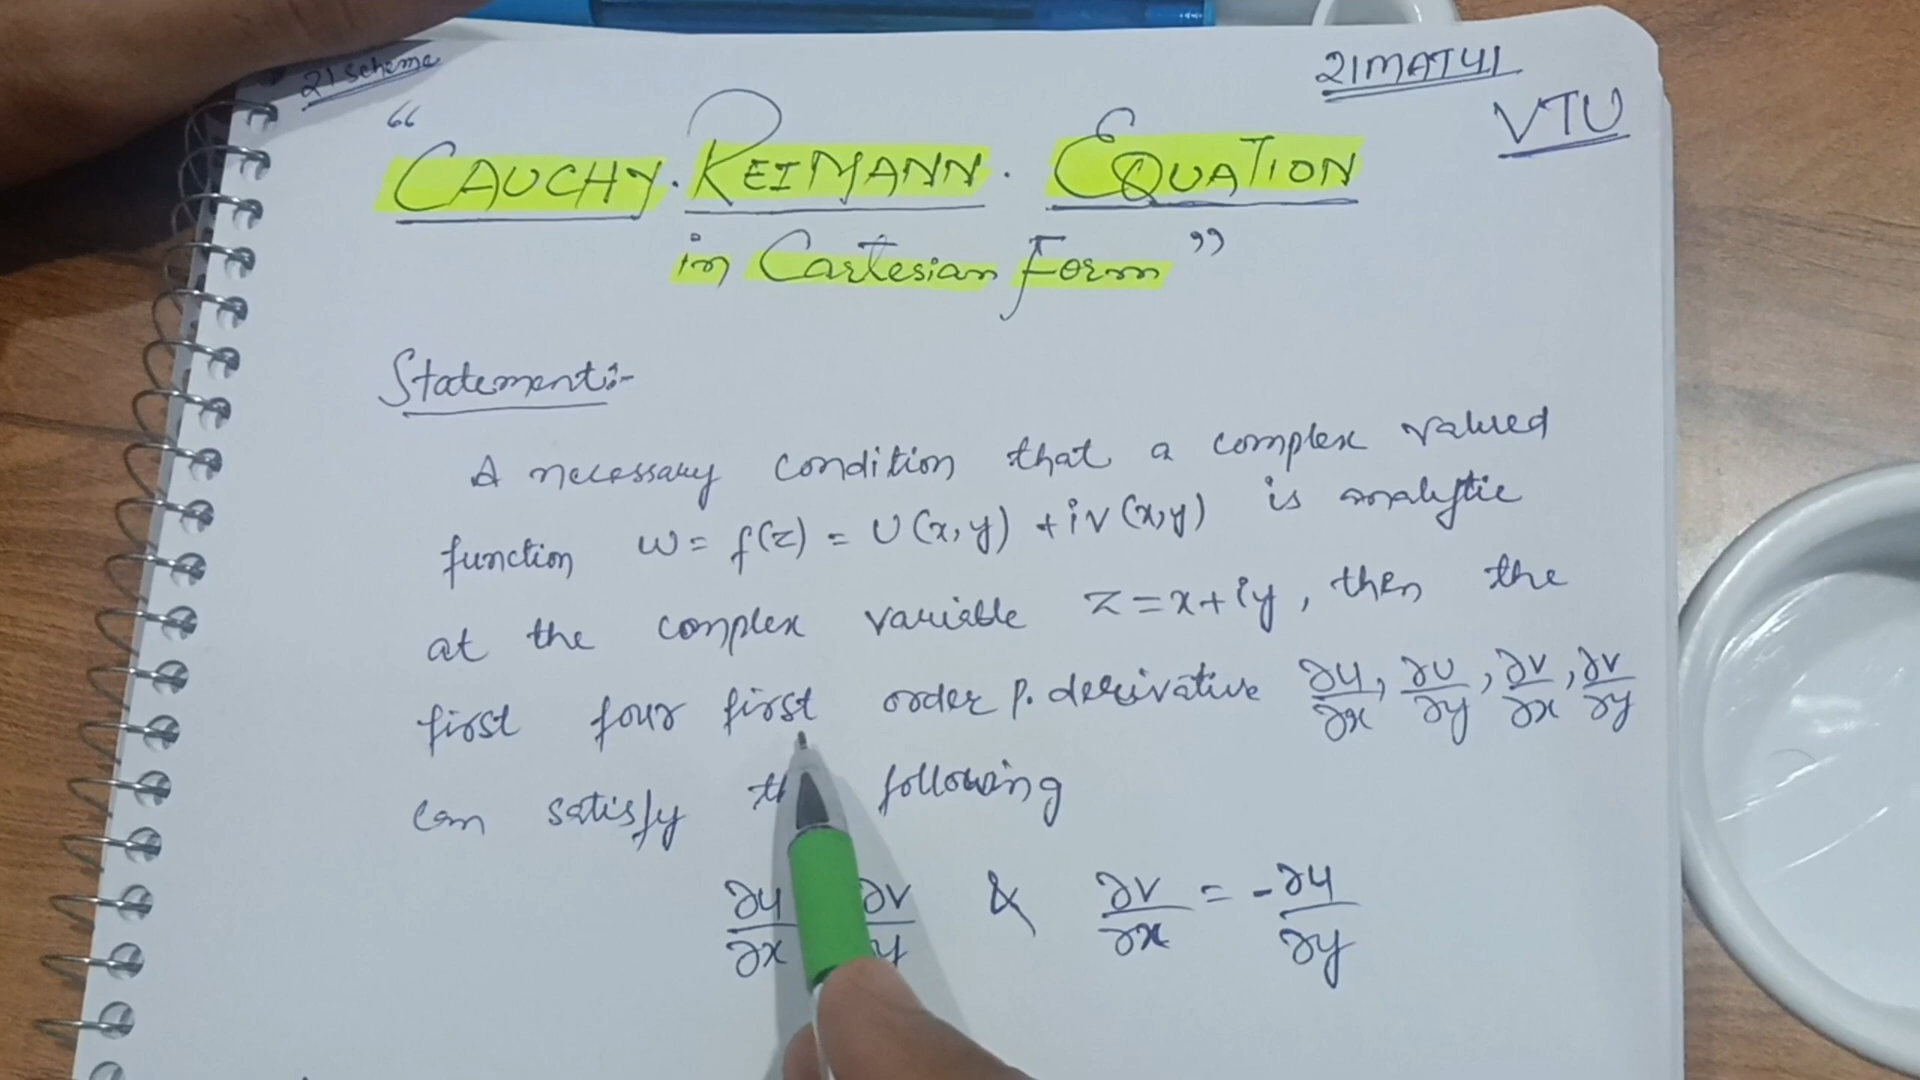 21 Scheme
21MAT41
VTU
"CAUCHY. REIMANN. EQUATION
in Cartesian Form"
Statement:-
A necessary condition that a complex valued
function w = f(z) = U(x,y) + iv(x,y) is analytic
at the complex variable z=x+iy, then the
first four first order p. derivative ∂u/∂x, ∂u/∂y, ∂v/∂x, ∂v/∂y
can satisfy following
∂u/∂x ∂v/ y & ∂v/∂x = -∂u/∂y